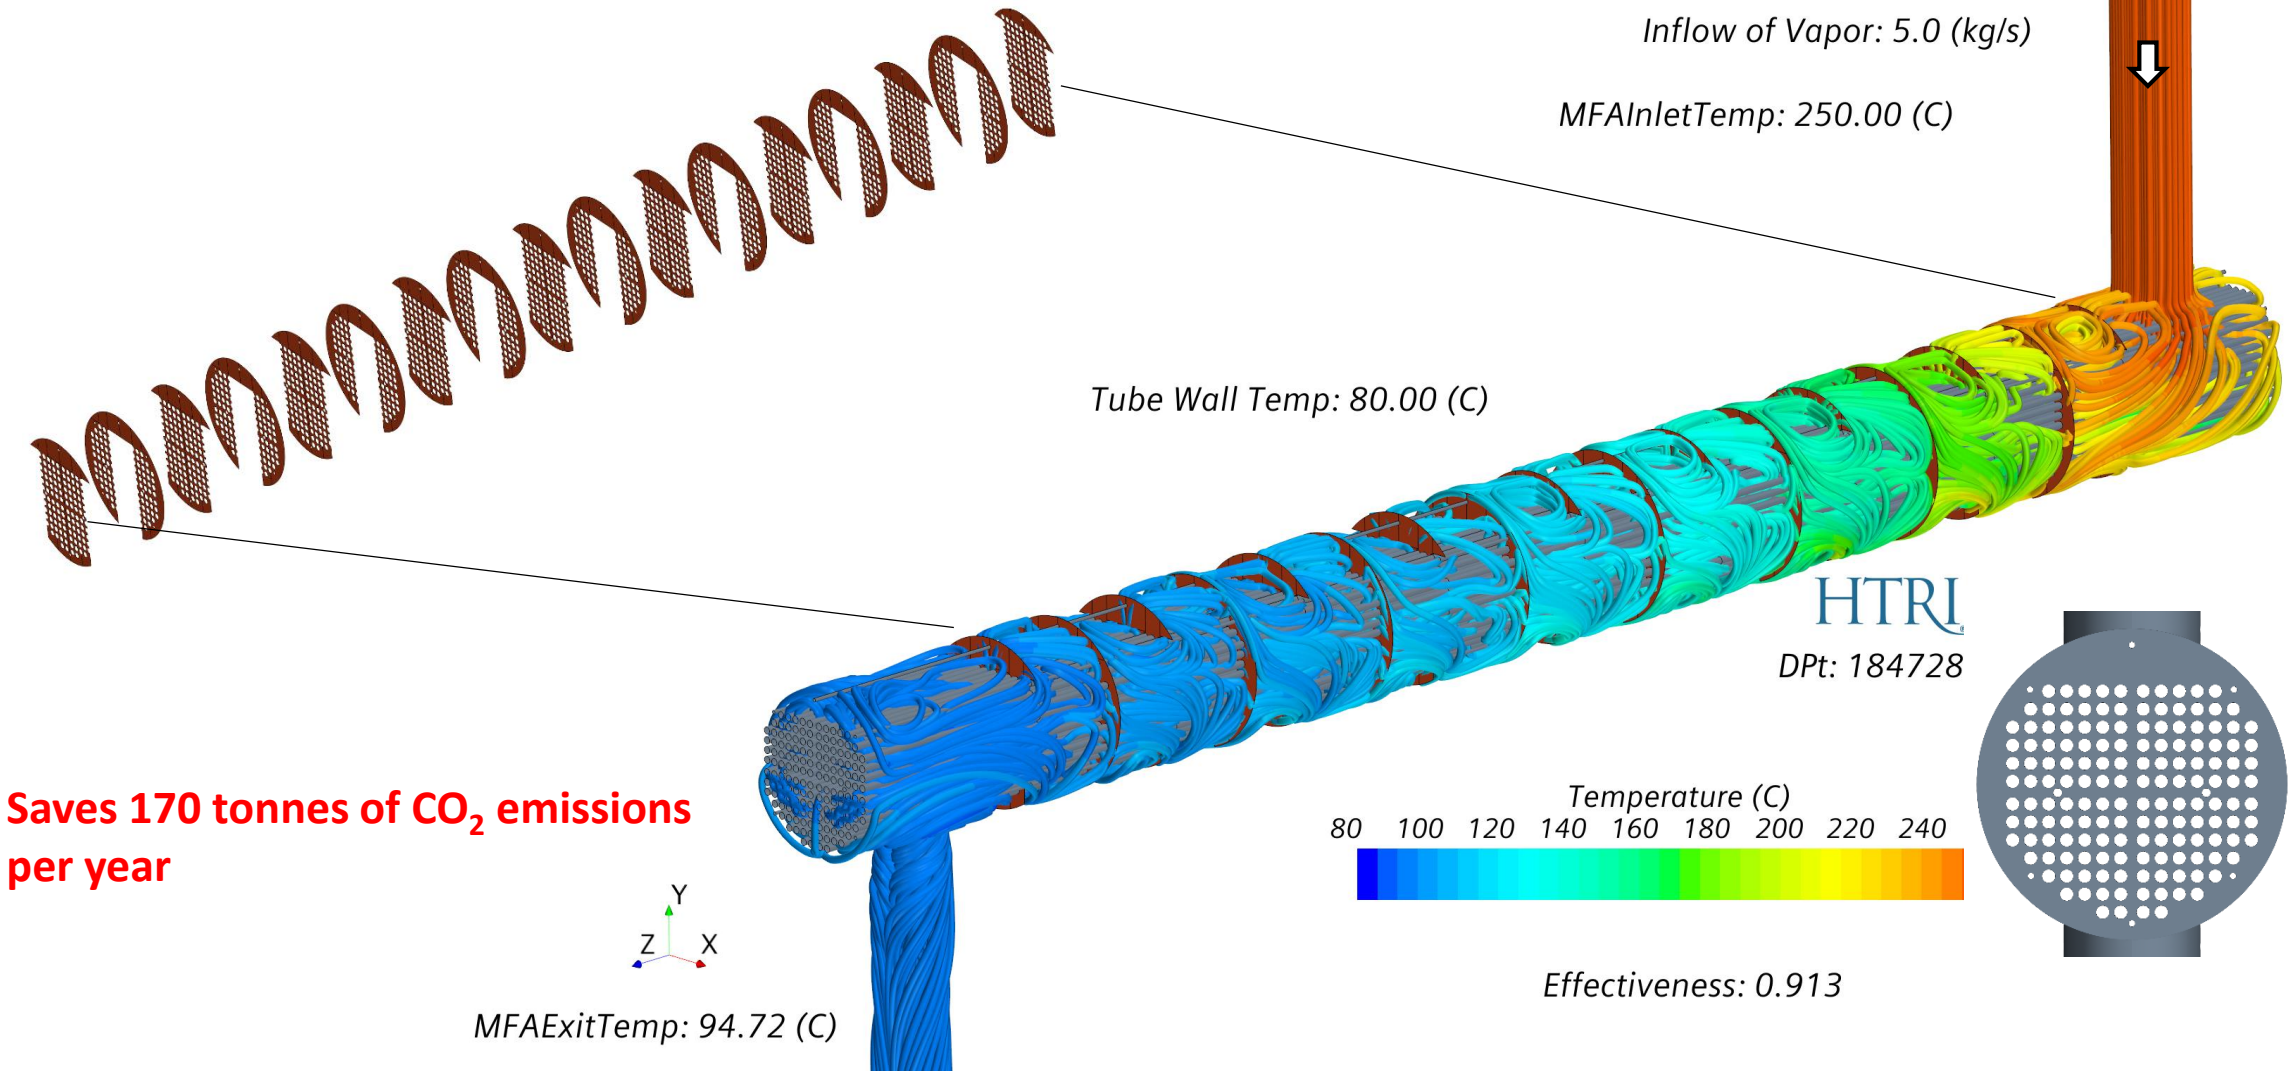 Inflow of Vapor: 5.0 (kg/s)
MFAInletTemp: 250.00 (C)
Tube Wall Temp: 80.00 (C)
HTRI
DPt: 184728
Saves 170 tonnes of CO₂ emissions
per year
Temperature (C)
80 100 120 140 160 180 200 220 240
Y
Z X
Effectiveness: 0.913
MFAExitTemp: 94.72 (C)